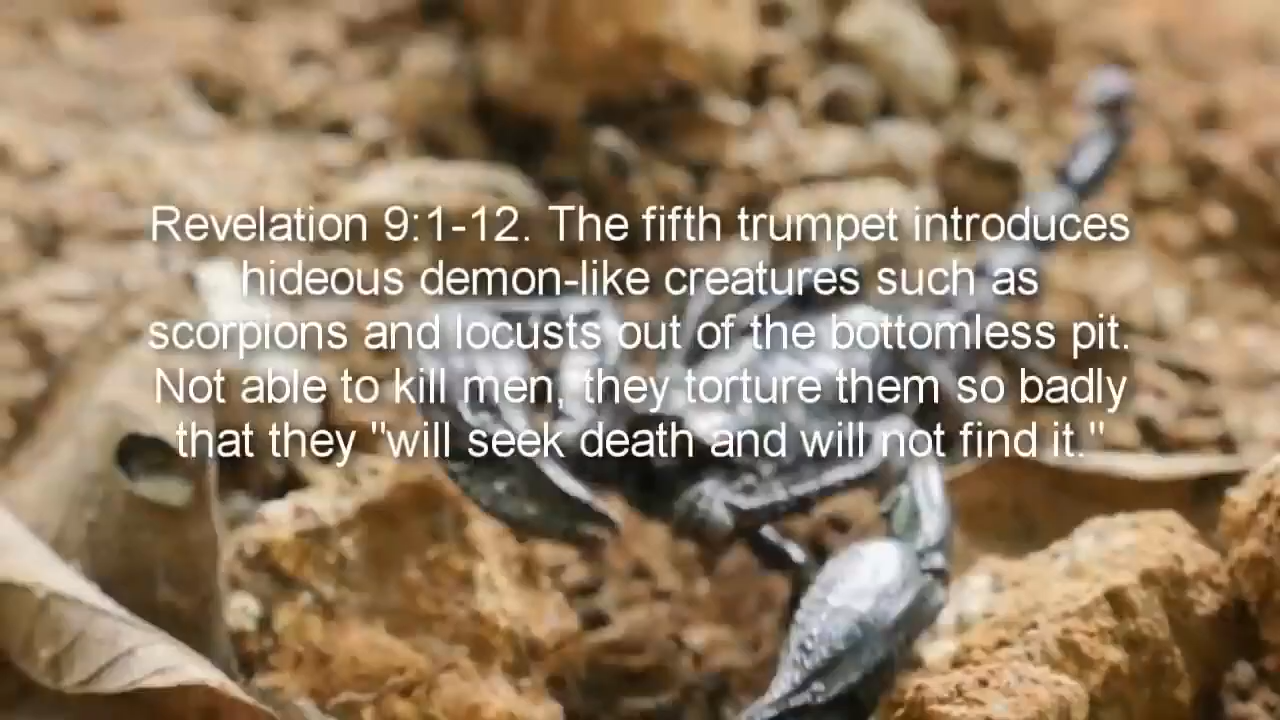 Revelation 9:1-12. The fifth trumpet introduces
hideous demon-like creatures such as
scorpions and locusts out of the bottomless pit.
Not able to kill men, they torture them so badly
that they "will seek death and will not find it."